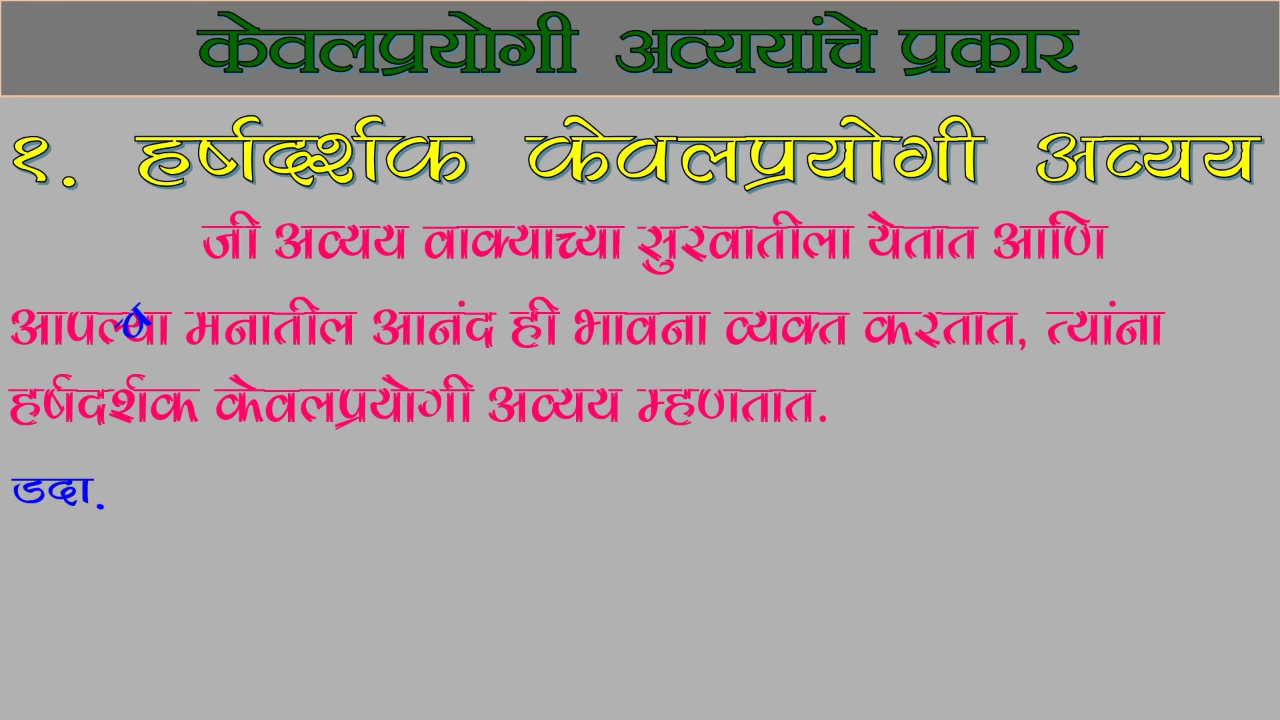 केवलप्रयोगी अव्ययांचे प्रकार
१. हर्षदर्शक केवलप्रयोगी अव्यय
जी अव्यय वाक्याच्या सुरवातीला येतात आणि
आपल्या मनातील आनंद ही भावना व्यक्त करतात, त्यांना
हर्षदर्शक केवलप्रयोगी अव्यय म्हणतात.
उदा.